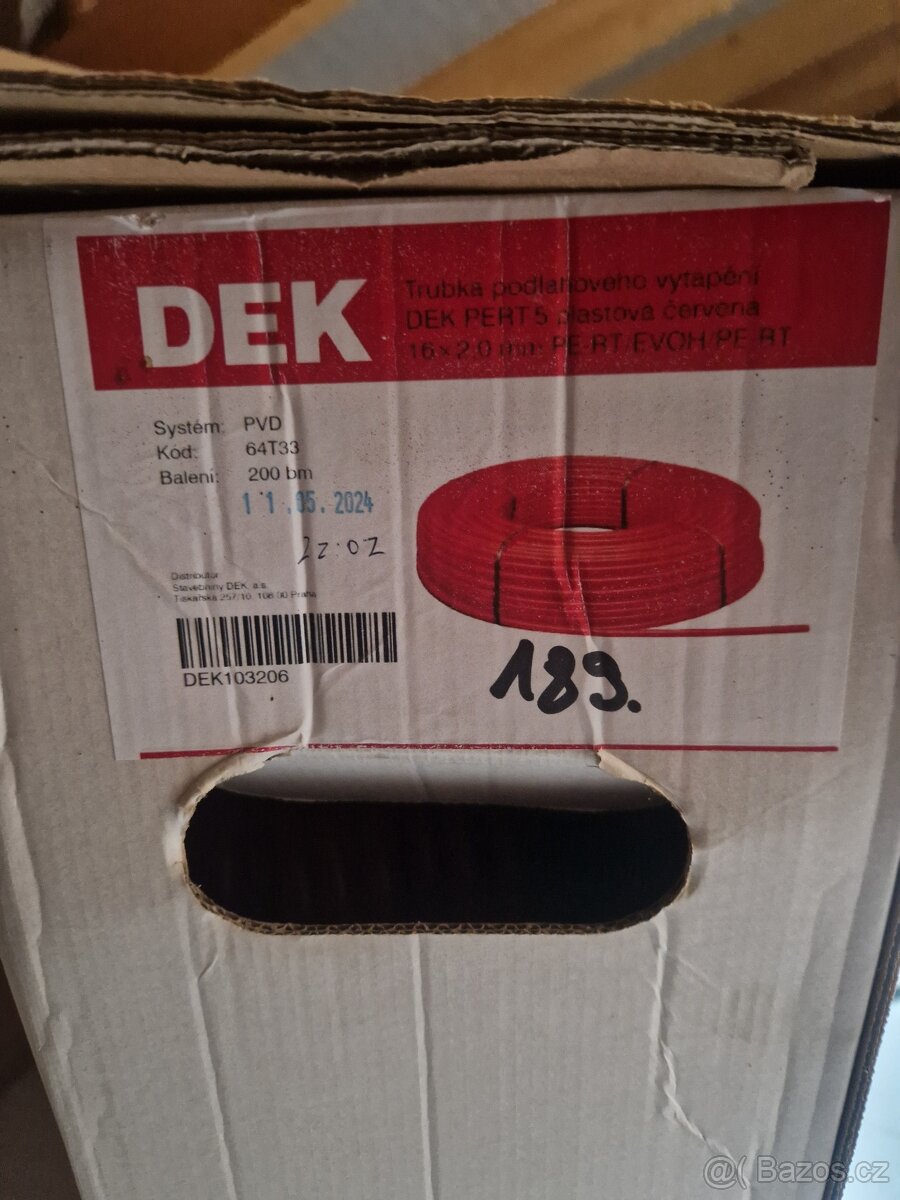 DEK
Trubka podlahového vytápění
DEK PERT5 plastová červená
16×2,0 mm PE-RT/EVOH/PE-RT
Systém: PVD
Kód: 64T33
Balení: 200 bm
11.05.2024
22:02
Distributor:
Stavebniny DEK, a.s.
Tiskařská 257/10, 108 00 Praha
DEK103206
189.
@( Bazos.cz